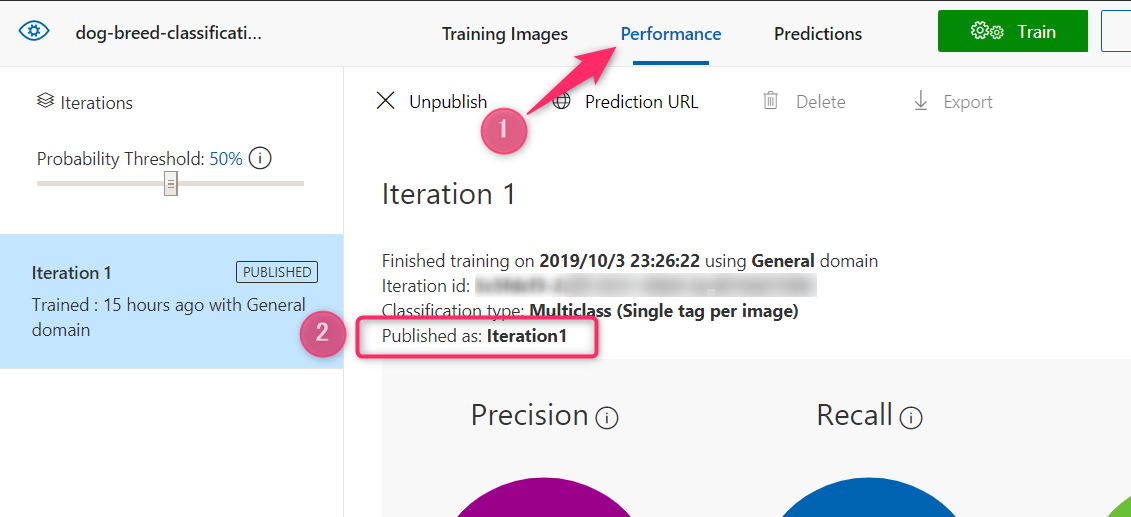 dog-breed-classificati...
Training Images
Performance
Predictions
Train
Iterations
Probability Threshold: 50%
Iteration 1
PUBLISHED
Trained : 15 hours ago with General
domain
Unpublish
Prediction URL
Delete
Export
1
Iteration 1
Finished training on 2019/10/3 23:26:22 using General domain
Iteration id:
Classification type: Multiclass (Single tag per image)
2
Published as: Iteration1
Precision
Recall